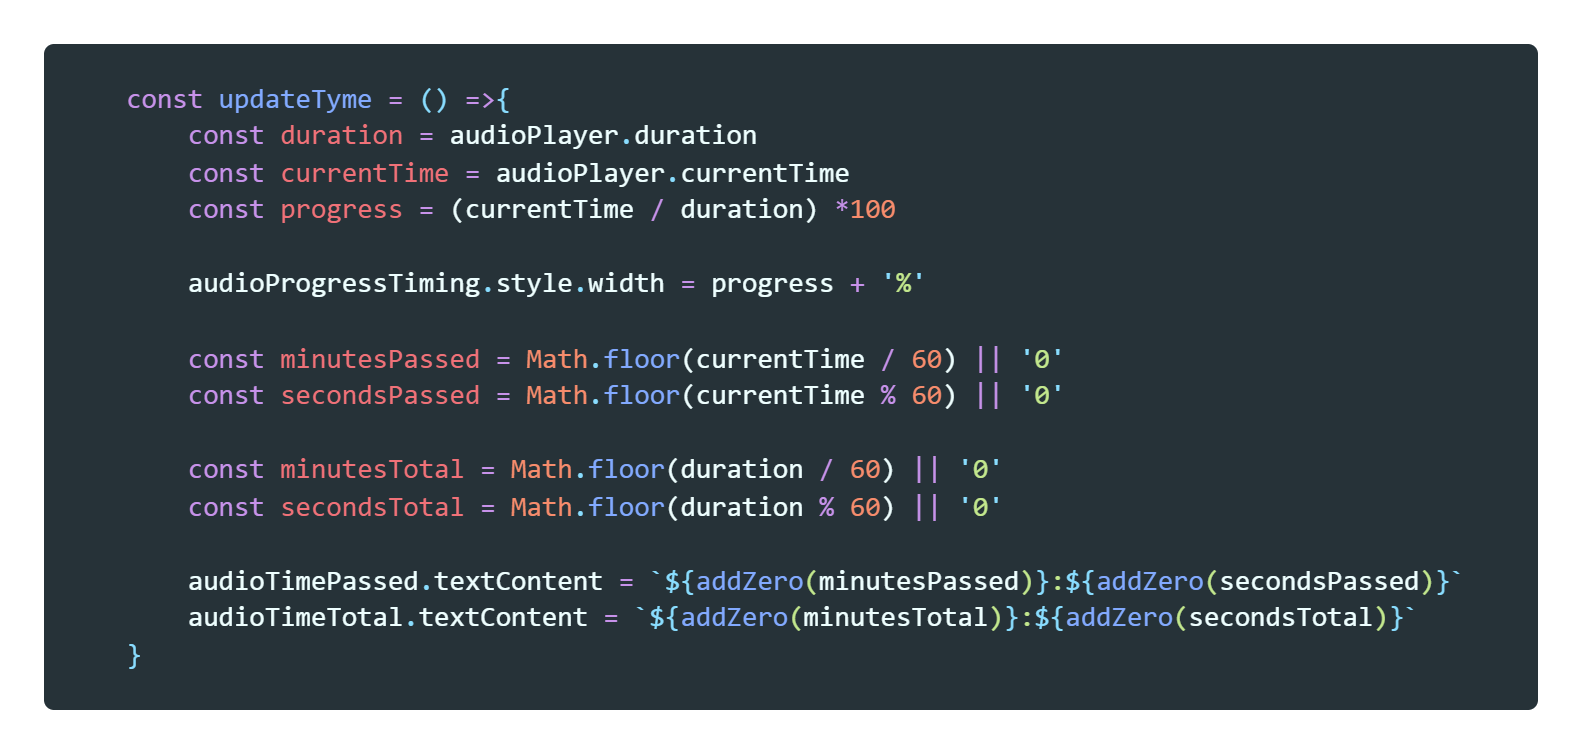 const updateTyme = () =>{
    const duration = audioPlayer.duration
    const currentTime = audioPlayer.currentTime
    const progress = (currentTime / duration) *100

    audioProgressTiming.style.width = progress + '%'

    const minutesPassed = Math.floor(currentTime / 60) || '0'
    const secondsPassed = Math.floor(currentTime % 60) || '0'

    const minutesTotal = Math.floor(duration / 60) || '0'
    const secondsTotal = Math.floor(duration % 60) || '0'

    audioTimePassed.textContent = `${addZero(minutesPassed)}:${addZero(secondsPassed)}`
    audioTimeTotal.textContent = `${addZero(minutesTotal)}:${addZero(secondsTotal)}`
}